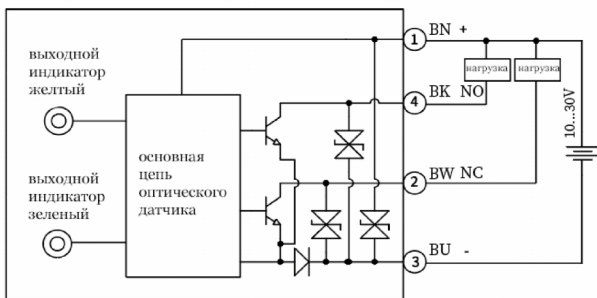 выходной
индикатор
желтый
выходной
индикатор
зеленый
основная
цепь
оптического
датчика
1 BN +
нагрузка нагрузка
4 BK NO
10...30V
2 BW NC
3 BU -